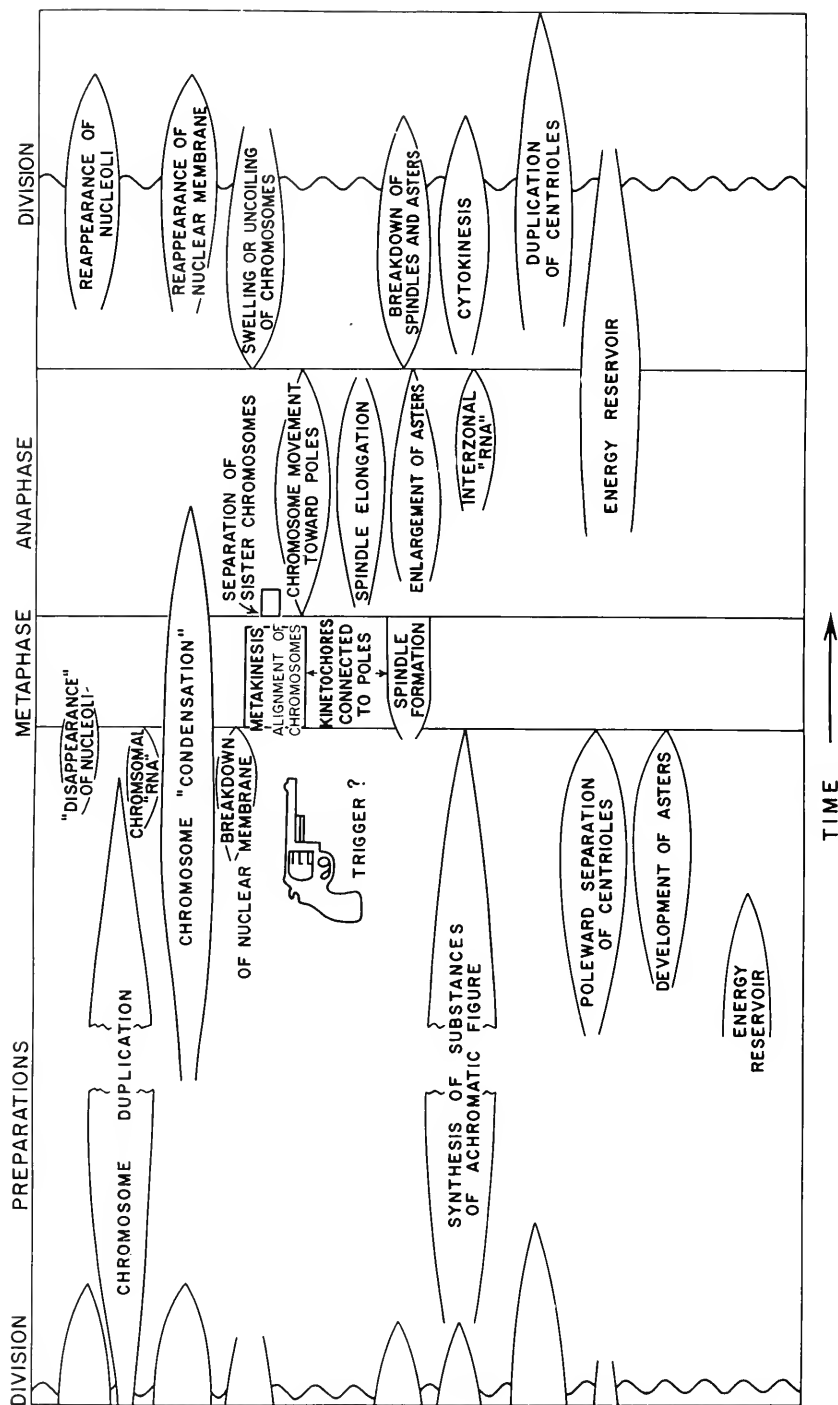 DIVISION
PREPARATIONS
METAPHASE
ANAPHASE
DIVISION
"DISAPPEARANCE"
OF NUCLEOLI
REAPPEARANCE OF
NUCLEOLI
CHROMOSOME DUPLICATION
CHROMSOMAL
"RNA"
CHROMOSOME "CONDENSATION"
REAPPEARANCE OF
NUCLEAR MEMBRANE
BREAKDOWN
OF NUCLEAR MEMBRANE
SEPARATION OF
SISTER CHROMOSOMES
SWELLING OR UNCOILING
OF CHROMOSOMES
METAKINESIS
ALIGNMENT OF
CHROMOSOMES
CHROMOSOME MOVEMENT
TOWARD POLES
TRIGGER ?
KINETOCHORES
CONNECTED
TO POLES
SPINDLE ELONGATION
SPINDLE
FORMATION
ENLARGEMENT OF ASTERS
BREAKDOWN OF
SPINDLES AND ASTERS
SYNTHESIS OF SUBSTANCES
OF ACHROMATIC FIGURE
INTERZONAL
"RNA"
CYTOKINESIS
DUPLICATION
OF CENTRIOLES
POLEWARD SEPARATION
OF CENTRIOLES
ENERGY RESERVOIR
DEVELOPMENT OF ASTERS
ENERGY
RESERVOIR
TIME